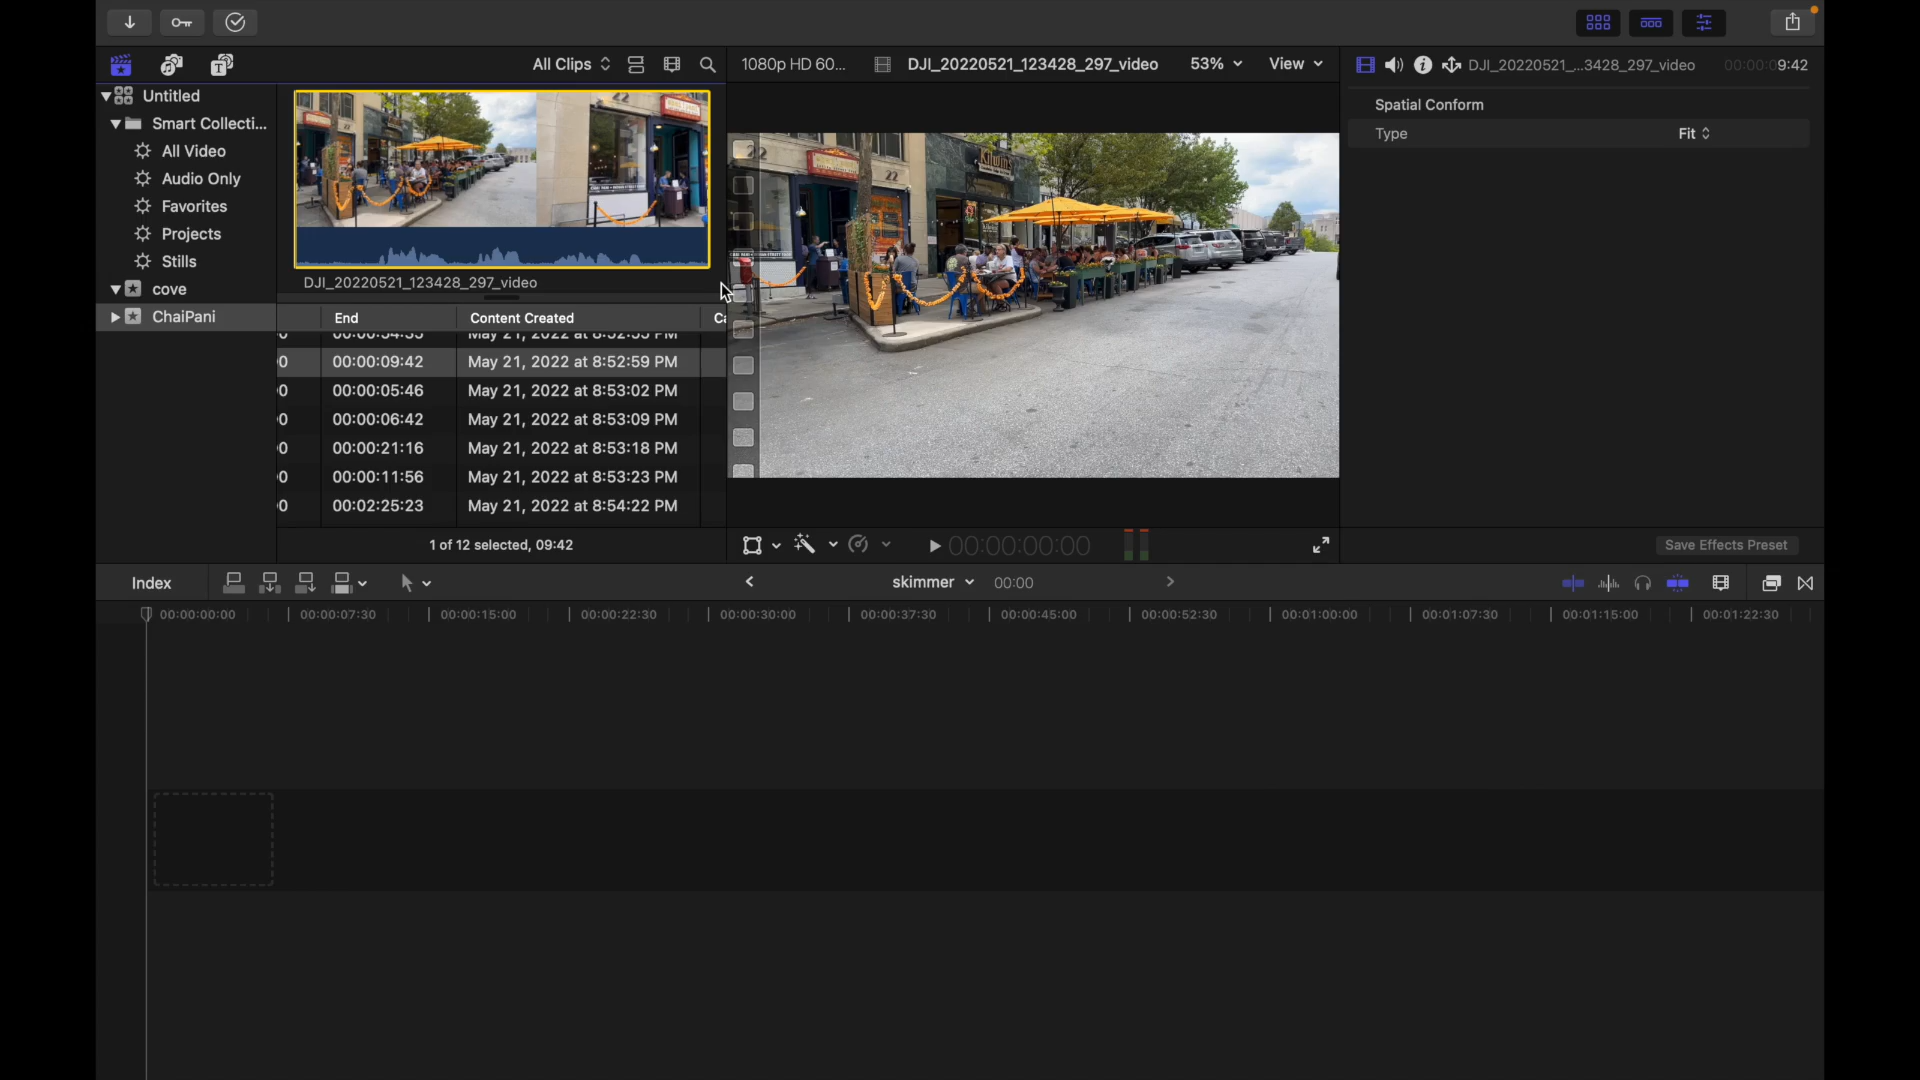 All Clips
1080p HD 60...
DJI_20220521_123428_297_video
53%
View
DJI_20220521_...3428_297_video
00:00:09:42
Untitled
Smart Collecti...
All Video
Audio Only
Favorites
Projects
Stills
cove
ChaiPani
DJI_20220521_123428_297_video
End
Content Created
Ca
00:00:34:33
May 21, 2022 at 8:52:53 PM
00:00:09:42
May 21, 2022 at 8:52:59 PM
00:00:05:46
May 21, 2022 at 8:53:02 PM
00:00:06:42
May 21, 2022 at 8:53:09 PM
00:00:21:16
May 21, 2022 at 8:53:18 PM
00:00:11:56
May 21, 2022 at 8:53:23 PM
00:02:25:23
May 21, 2022 at 8:54:22 PM
1 of 12 selected, 09:42
Kilwins
22
22
Spatial Conform
Type
Fit
00:00:00:00
Save Effects Preset
Index
skimmer
00:00
00:00:00:00
00:00:07:30
00:00:15:00
00:00:22:30
00:00:30:00
00:00:37:30
00:00:45:00
00:00:52:30
00:01:00:00
00:01:07:30
00:01:15:00
00:01:22:30